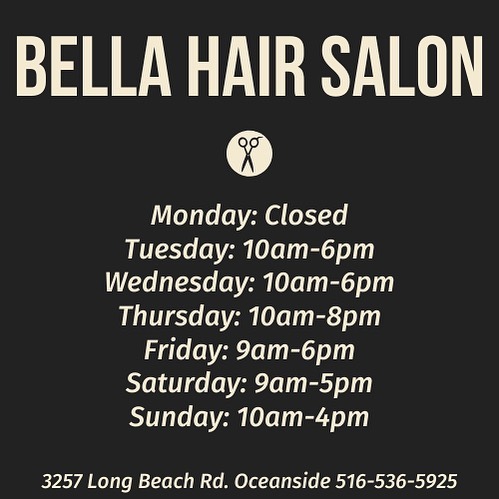 BELLA HAIR SALON
Monday: Closed
Tuesday: 10am-6pm
Wednesday: 10am-6pm
Thursday: 10am-8pm
Friday: 9am-6pm
Saturday: 9am-5pm
Sunday: 10am-4pm
3257 Long Beach Rd. Oceanside 516-536-5925